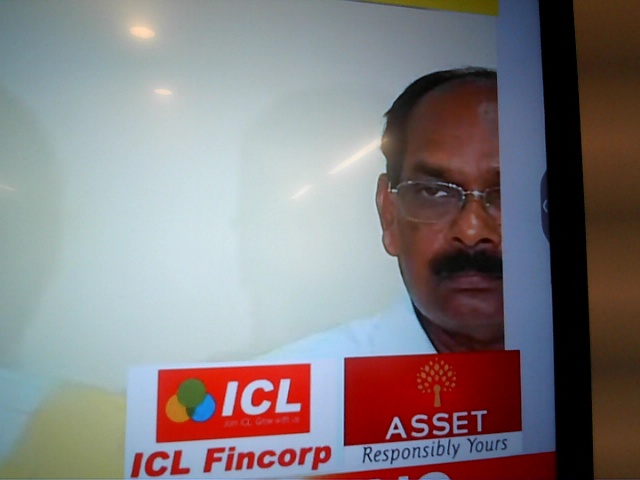 ICL
Join ICL, Grow with us
ICL Fincorp
ASSET
Responsibly Yours